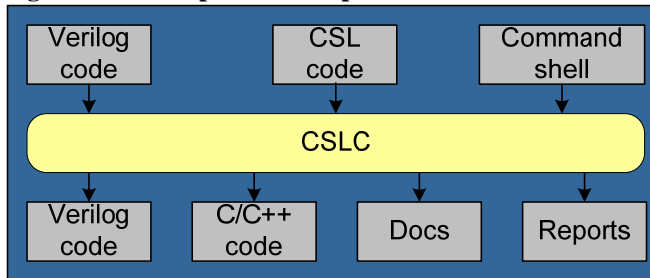 Verilog
code
CSL
code
Command
shell
CSLC
Verilog
code
C/C++
code
Docs
Reports